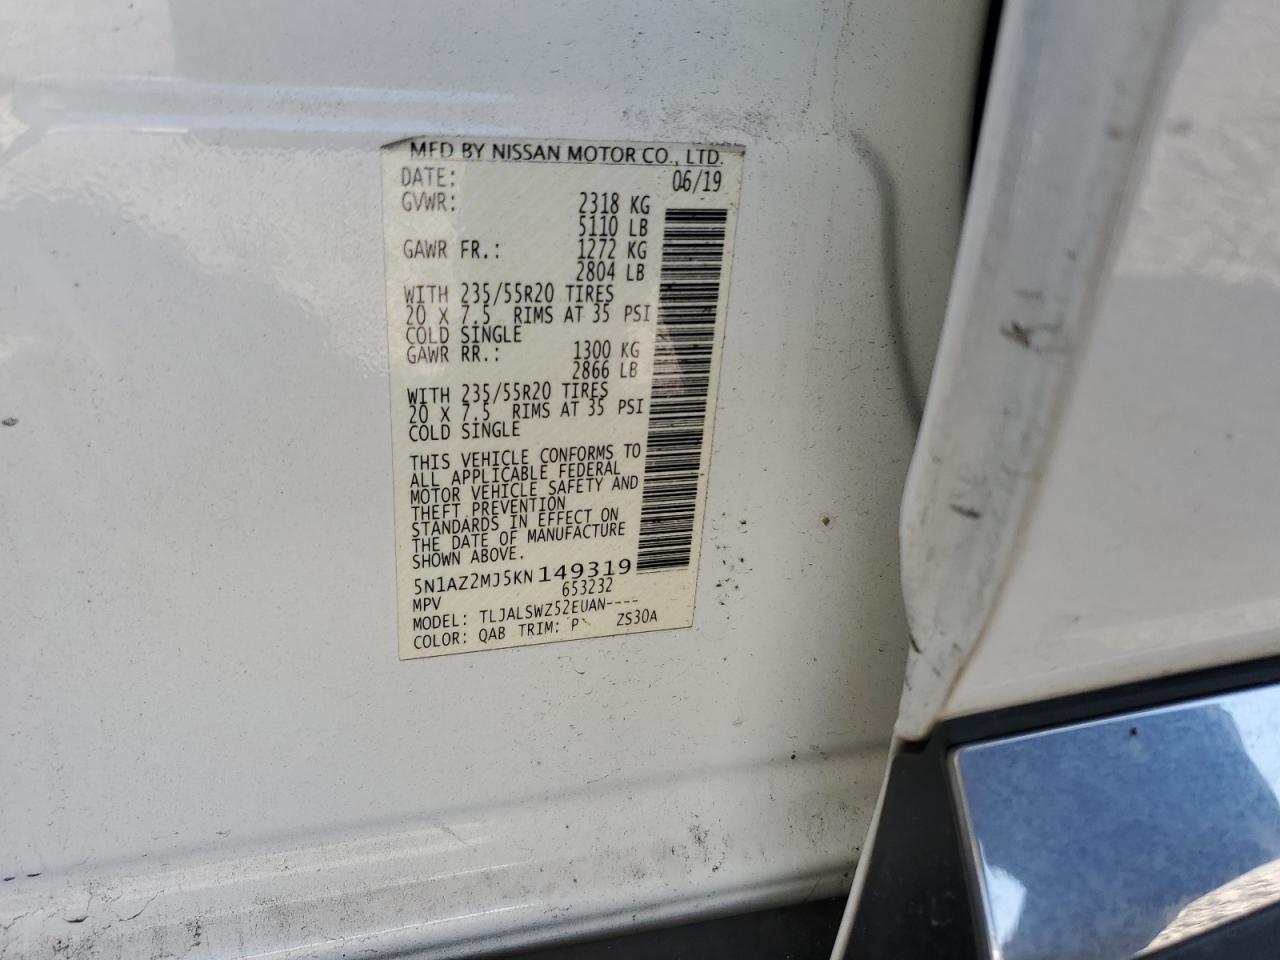 MFD BY NISSAN MOTOR CO., LTD.
DATE: 06/19
GVWR: 2318 KG
5110 LB
GAWR FR.: 1272 KG
2804 LB
WITH 235/55R20 TIRES
20 X 7.5 RIMS AT 35 PSI
COLD SINGLE
GAWR RR.: 1300 KG
2866 LB
WITH 235/55R20 TIRES
20 X 7.5 RIMS AT 35 PSI
COLD SINGLE
THIS VEHICLE CONFORMS TO
ALL APPLICABLE FEDERAL
MOTOR VEHICLE SAFETY AND
THEFT PREVENTION
STANDARDS IN EFFECT ON
THE DATE OF MANUFACTURE
SHOWN ABOVE.
5N1AZ2MJ5KN149319
MPV 653232
MODEL: TLJALSWZ52EUAN----
COLOR: QAB TRIM: P ZS30A